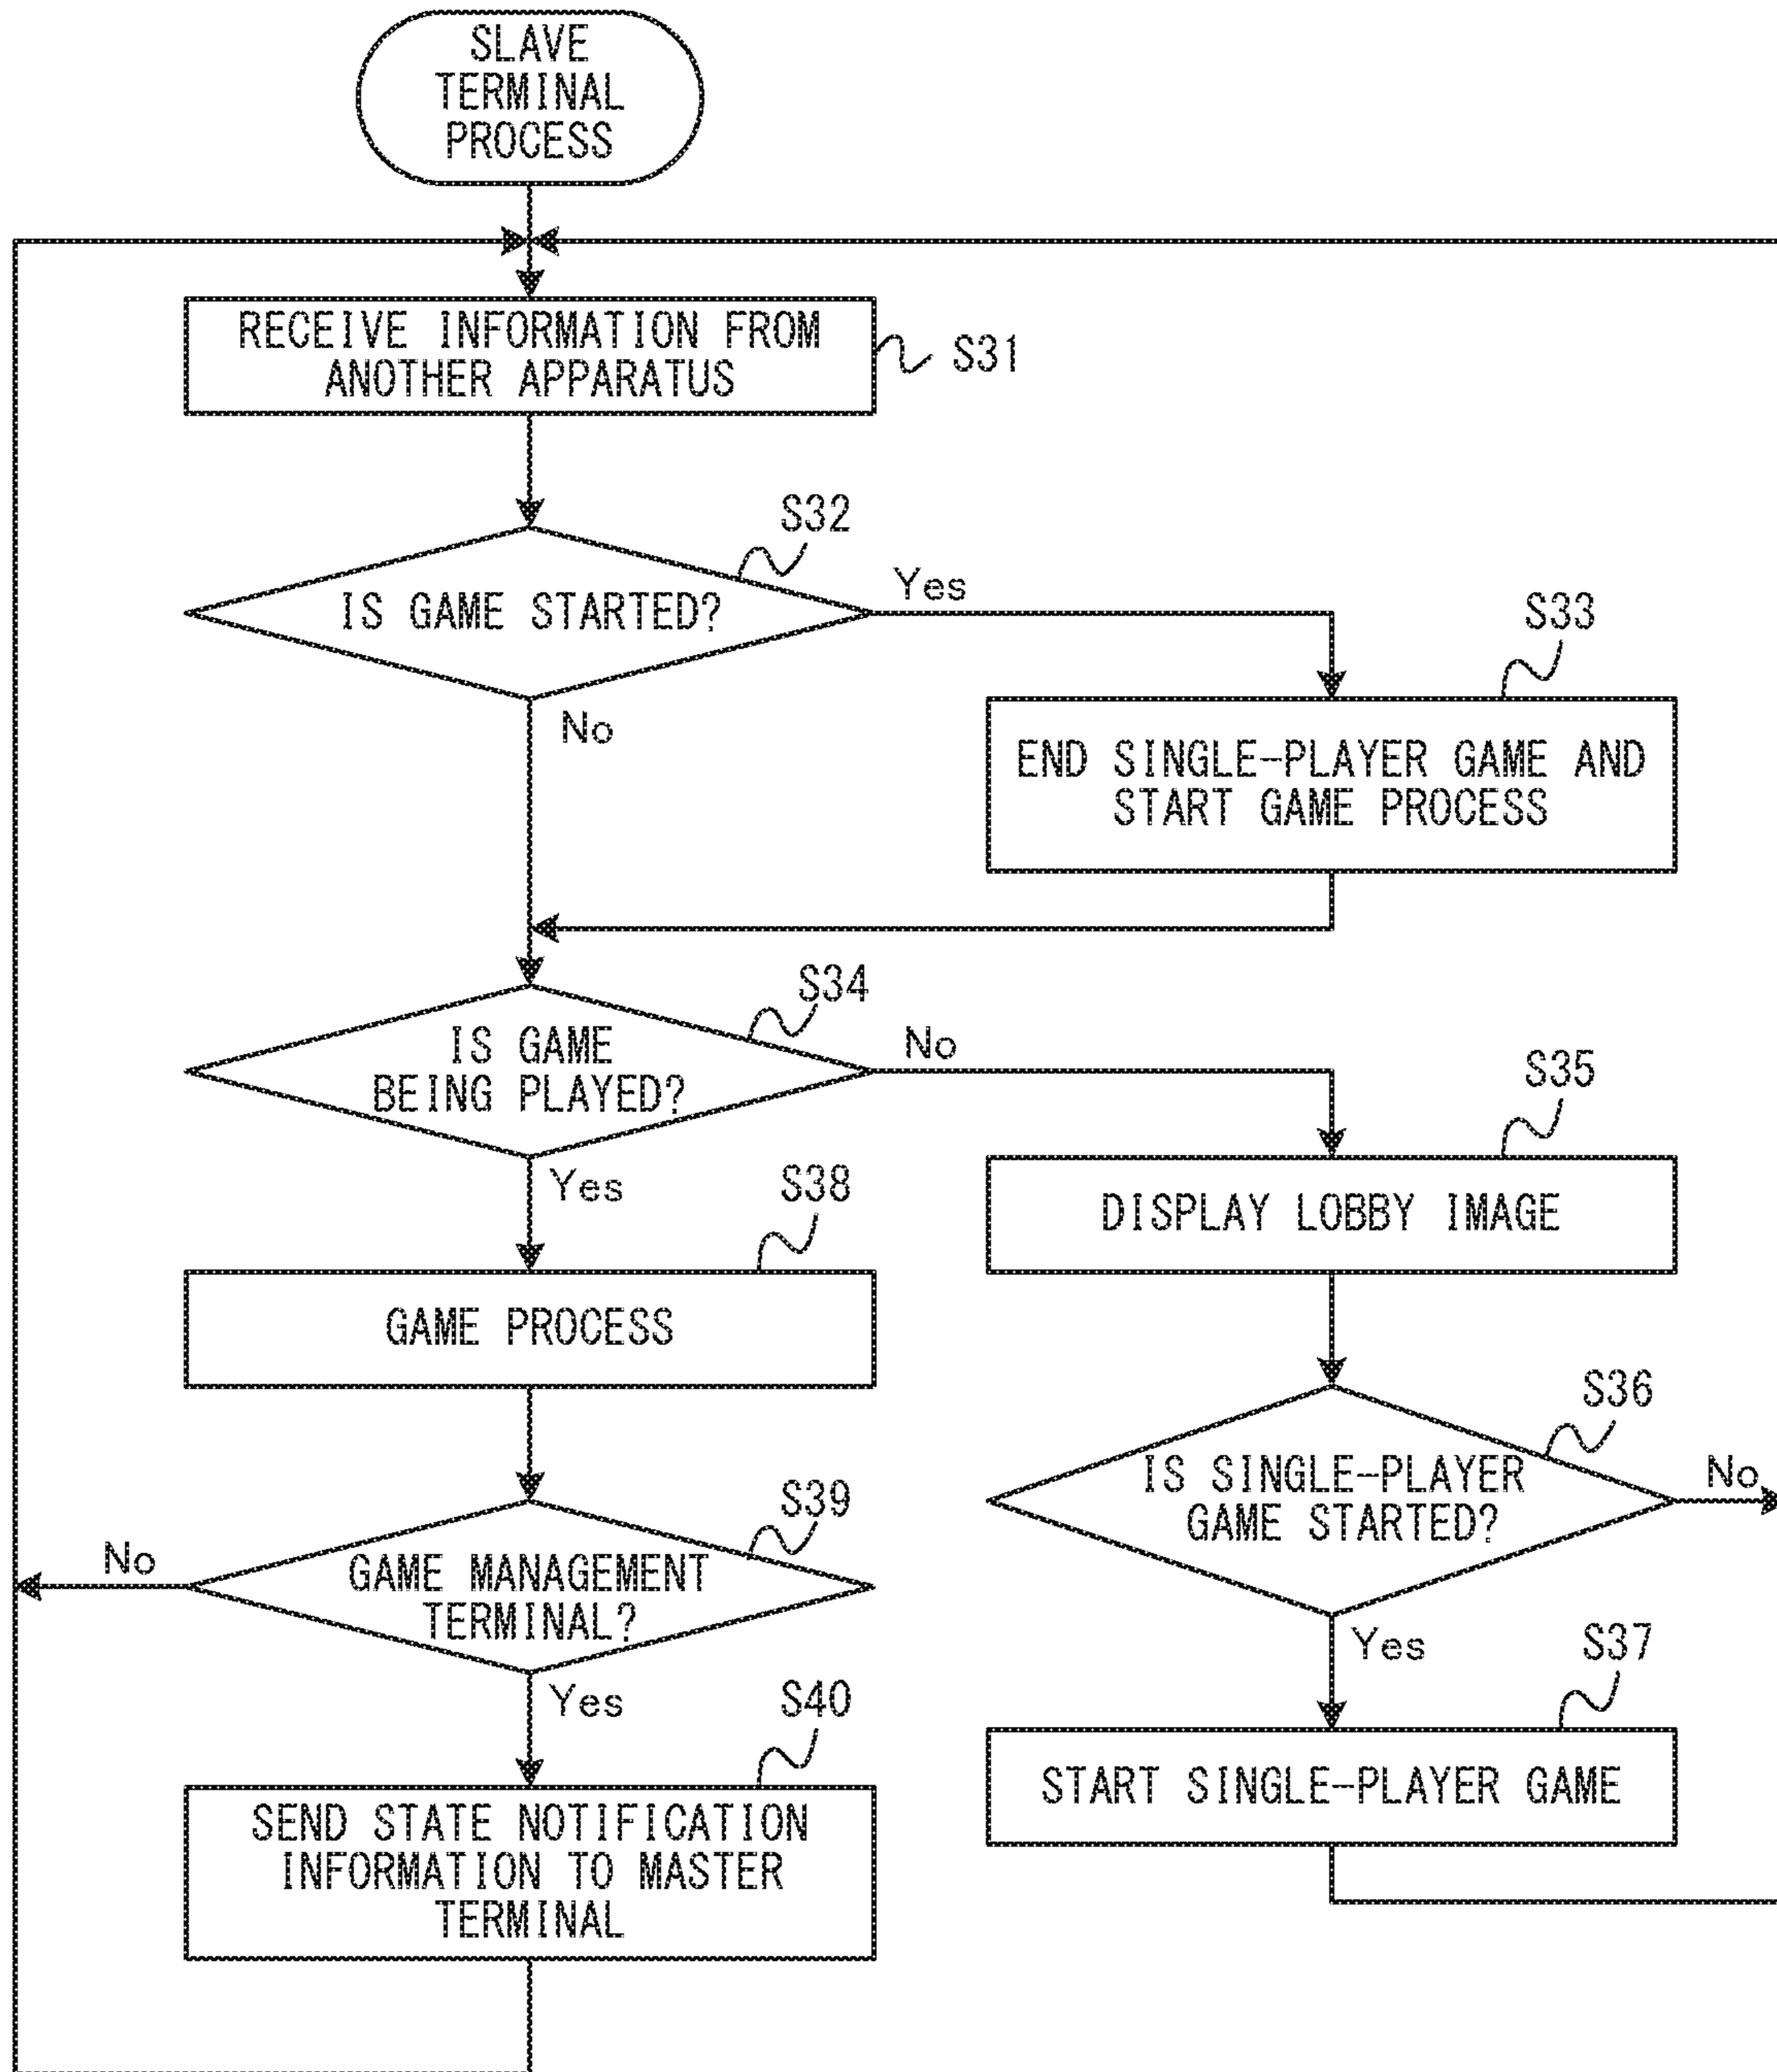 SLAVE
TERMINAL
PROCESS
RECEIVE INFORMATION FROM
ANOTHER APPARATUS
S31
S32
IS GAME STARTED?
Yes
No
S33
END SINGLE-PLAYER GAME AND
START GAME PROCESS
S34
IS GAME
BEING PLAYED?
No
Yes
S35
DISPLAY LOBBY IMAGE
S38
GAME PROCESS
S36
IS SINGLE-PLAYER
GAME STARTED?
No
Yes
S39
GAME MANAGEMENT
TERMINAL?
No
Yes
S37
START SINGLE-PLAYER GAME
S40
SEND STATE NOTIFICATION
INFORMATION TO MASTER
TERMINAL